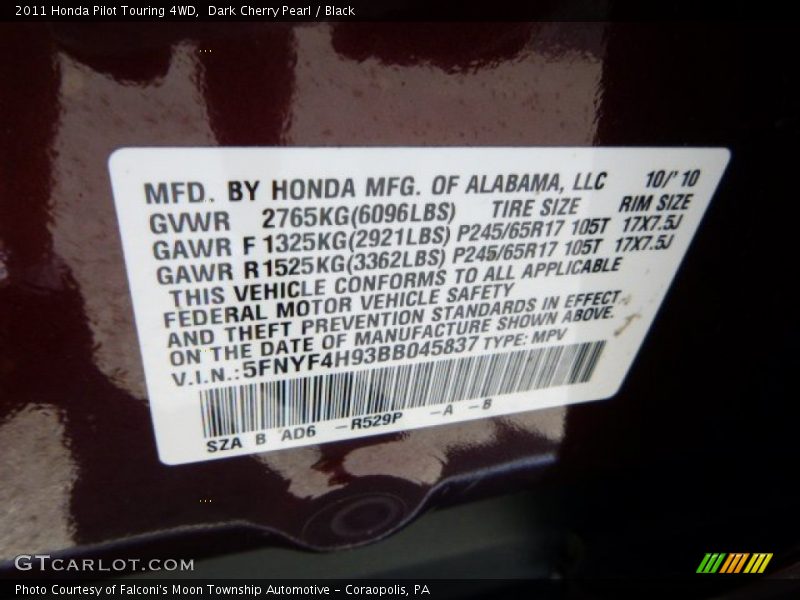 2011 Honda Pilot Touring 4WD,  Dark Cherry Pearl / Black
MFD. BY HONDA MFG. OF ALABAMA, LLC 10/'10
GVWR 2765KG(6096LBS) TIRE SIZE RIM SIZE
GAWR F 1325KG(2921LBS) P245/65R17 105T 17X7.5J
GAWR R 1525KG(3362LBS) P245/65R17 105T 17X7.5J
THIS VEHICLE CONFORMS TO ALL APPLICABLE
FEDERAL MOTOR VEHICLE SAFETY
AND THEFT PREVENTION STANDARDS IN EFFECT
ON THE DATE OF MANUFACTURE SHOWN ABOVE.
V.I.N.: 5FNYF4H93BB045837 TYPE: MPV
SZA B AD6 -R529P -A -B
GTCARLOT.COM
Photo Courtesy of Falconi's Moon Township Automotive - Coraopolis, PA